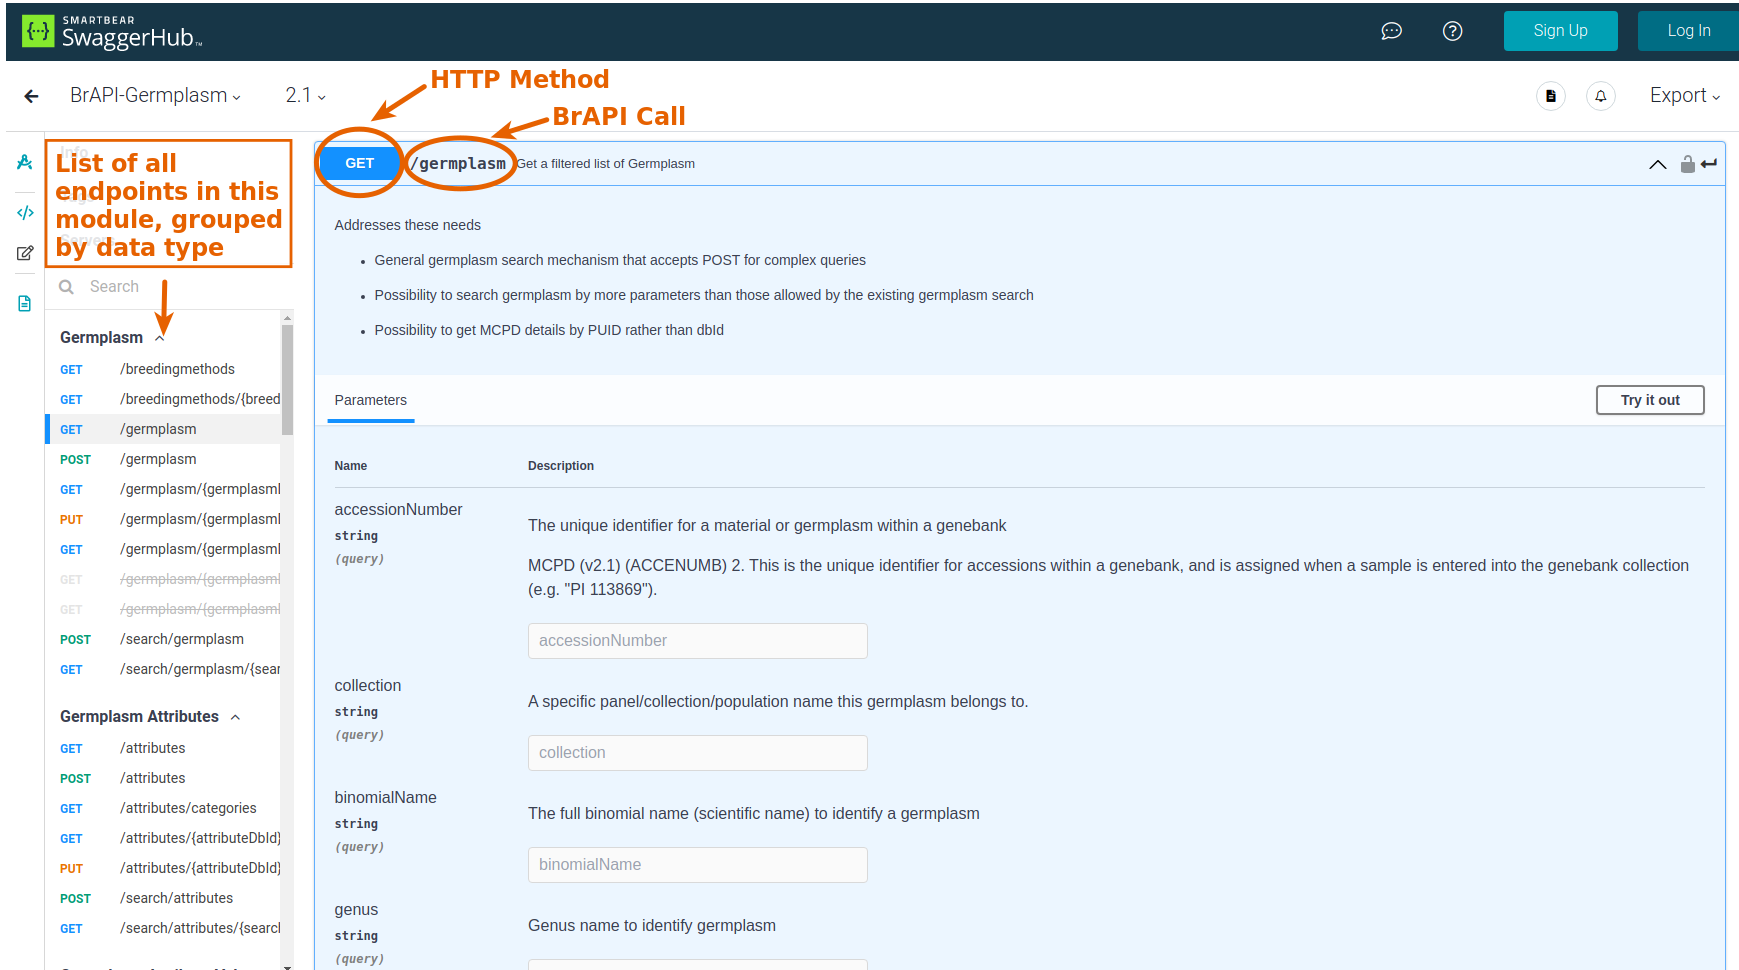 SMARTBEAR
SwaggerHub™
Sign Up
Log In
BrAPI-Germplasm
2.1
Export
HTTP Method
BrAPI Call
List of all
endpoints in this
module, grouped
by data type
Info
Tags
Servers
Search
Germplasm
GET /breedingmethods
GET /breedingmethods/{breed
GET /germplasm
POST /germplasm
GET /germplasm/{germplasmI
PUT /germplasm/{germplasmI
GET /germplasm/{germplasmI
GET /germplasm/{germplasmI
GET /germplasm/{germplasmI
POST /search/germplasm
GET /search/germplasm/{sear
Germplasm Attributes
GET /attributes
POST /attributes
GET /attributes/categories
GET /attributes/{attributeDbId}
PUT /attributes/{attributeDbId}
POST /search/attributes
GET /search/attributes/{searcl
GET /germplasm Get a filtered list of Germplasm
Addresses these needs
• General germplasm search mechanism that accepts POST for complex queries
• Possibility to search germplasm by more parameters than those allowed by the existing germplasm search
• Possibility to get MCPD details by PUID rather than dbId
Parameters
Try it out
Name Description
accessionNumber
string
(query)
The unique identifier for a material or germplasm within a genebank
MCPD (v2.1) (ACCENUMB) 2. This is the unique identifier for accessions within a genebank, and is assigned when a sample is entered into the genebank collection
(e.g. "PI 113869").
accessionNumber
collection
string
(query)
A specific panel/collection/population name this germplasm belongs to.
collection
binomialName
string
(query)
The full binomial name (scientific name) to identify a germplasm
binomialName
genus
string
(query)
Genus name to identify germplasm